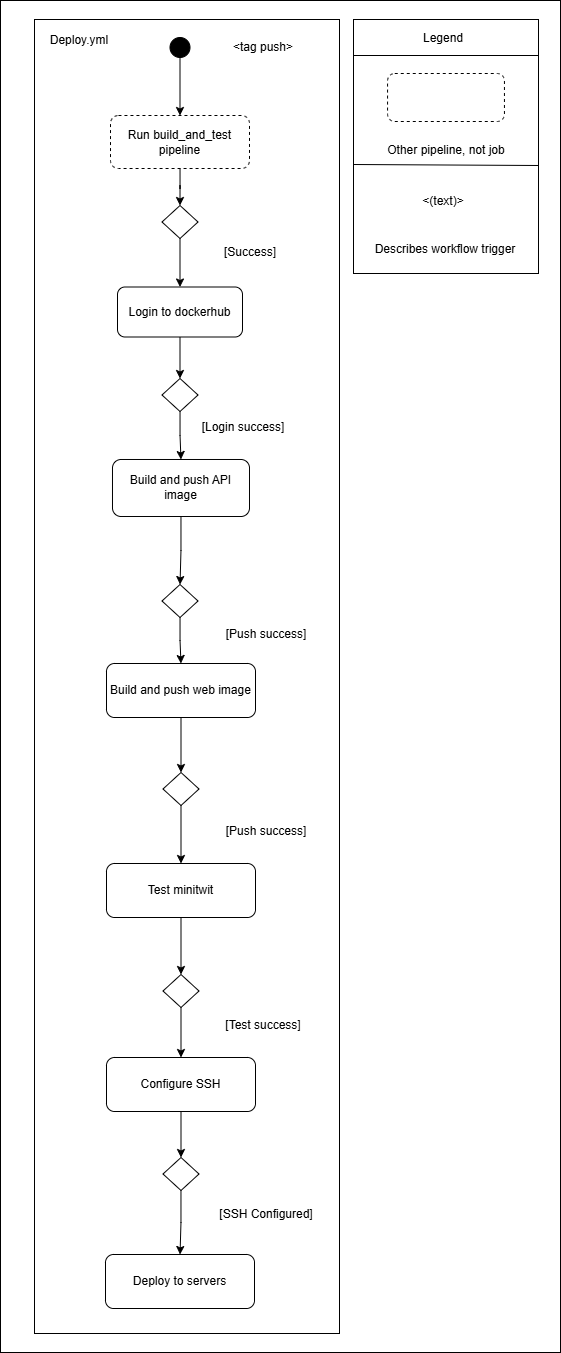 Deploy.yml
<tag push>
Run build_and_test
pipeline
[Success]
Login to dockerhub
[Login success]
Build and push API
image
[Push success]
Build and push web image
[Push success]
Test minitwit
[Test success]
Configure SSH
[SSH Configured]
Deploy to servers
Legend
Other pipeline, not job
<(text)>
Describes workflow trigger